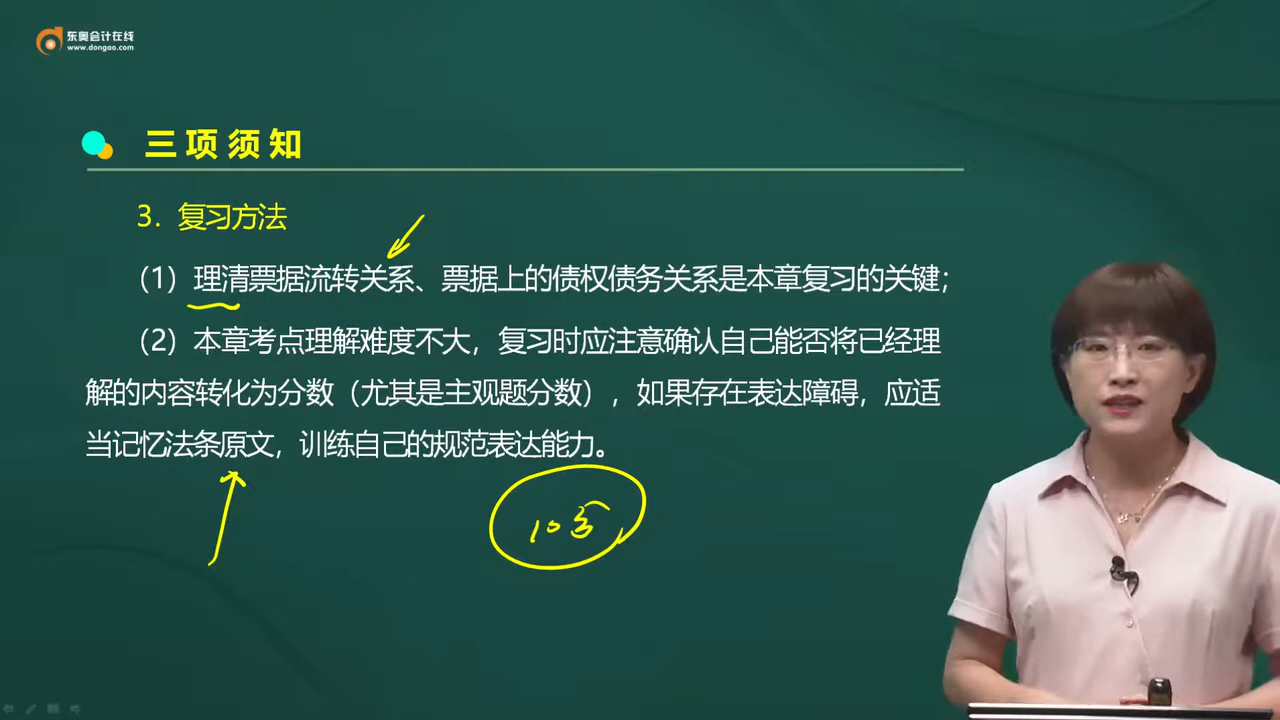 东奥会计在线
www.dongao.com
三项须知
3. 复习方法
（1）理清票据流转关系、票据上的债权债务关系是本章复习的关键；
（2）本章考点理解难度不大，复习时应注意确认自己能否将已经理
解的内容转化为分数（尤其是主观题分数），如果存在表达障碍，应适
当记忆法条原文，训练自己的规范表达能力。
10分